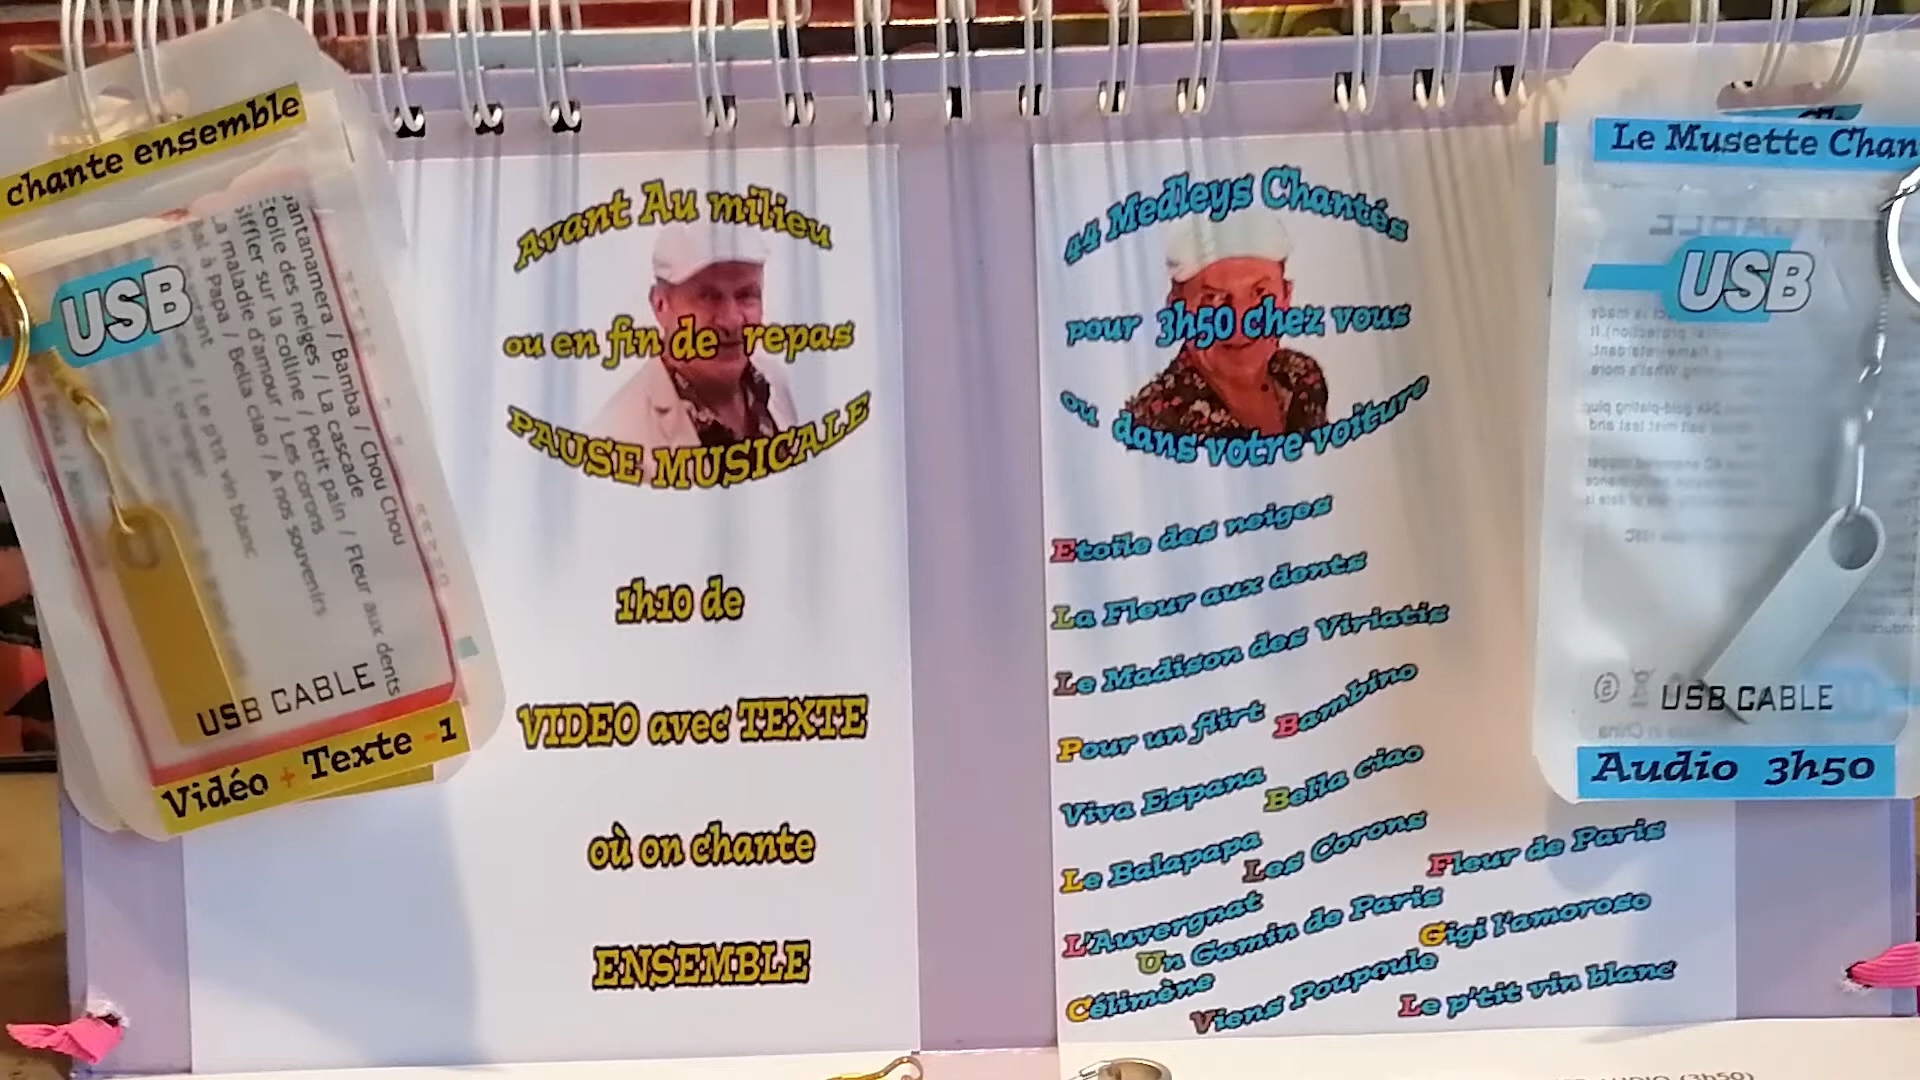 chante ensemble
USB
antanamera / Bamba / Chou Chou
Etoile des neiges / La cascade / Fleur aux dents
siffler sur la colline / Petit pain
La maladie d'amour / Les corons
Bal à Papa / Bella ciao / A nos souvenirs
Le p'tit vin blanc
USB CABLE
Vidéo + Texte -1
Avant Au milieu
ou en fin de repas
PAUSE MUSICALE
1h10 de
VIDEO avec TEXTE
où on chante
ENSEMBLE
44 Medleys Chantés
pour 3h50 chez vous
ou dans votre voiture
Etoile des neiges
La Fleur aux dents
Le Madison des Viriatis
Pour un flirt Bambino
Viva Espana Bella ciao
Le Balapapa Les Corons
Fleur de Paris
L'Auvergnat
Un Gamin de Paris
Gigi l'amoroso
Célimène
Viens Poupoule
Le p'tit vin blanc
Le Musette Chan
USB
USB CABLE
Audio 3h50